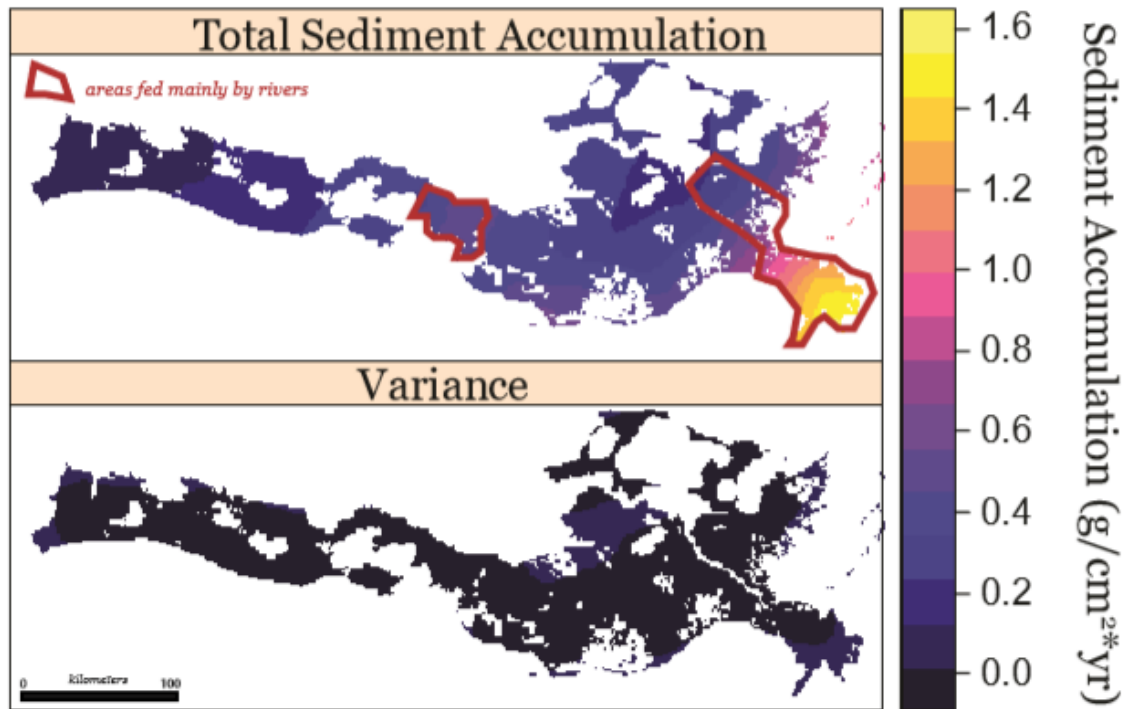 Total Sediment Accumulation
areas fed mainly by rivers
Variance
0 kilometers 100
1.6
1.4
1.2
1.0
0.8
0.6
0.4
0.2
0.0
Sediment Accumulation (g/cm²*yr)